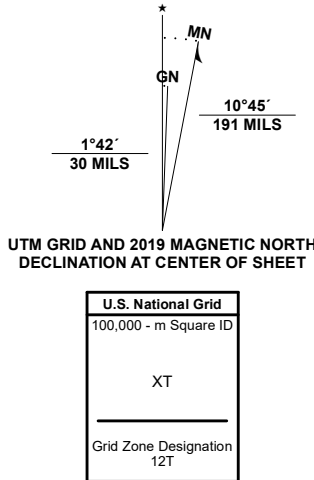 MN
GN
10°45´
191 MILS
1°42´
30 MILS
UTM GRID AND 2019 MAGNETIC NORTH
DECLINATION AT CENTER OF SHEET
U.S. National Grid
100,000 - m Square ID
XT
Grid Zone Designation
12T